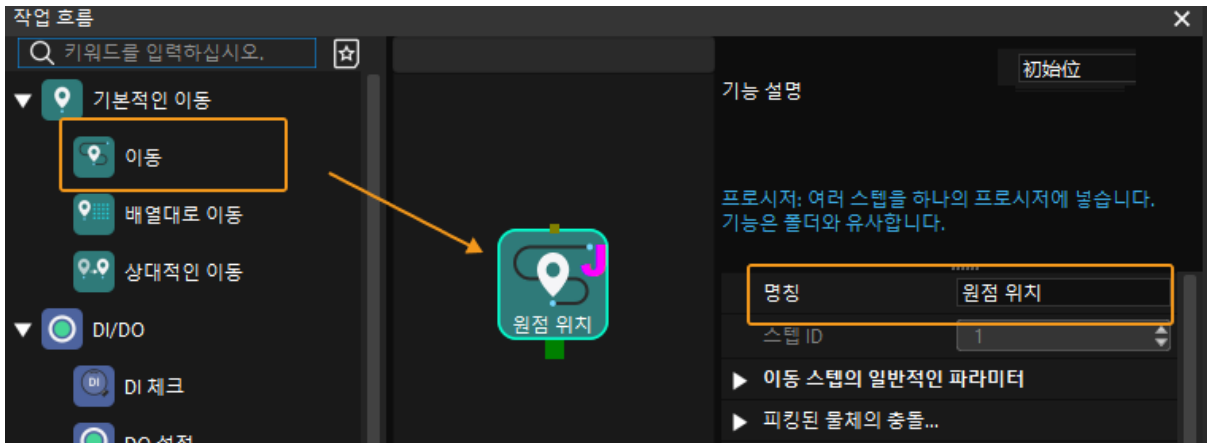 작업 흐름
키워드를 입력하십시오.
기본적인 이동
이동
배열대로 이동
상대적인 이동
DI/DO
DI
DI 체크
DO 설정
J
원점 위치
初始位
기능 설명
프로시저: 여러 스텝을 하나의 프로시저에 넣습니다.
기능은 폴더와 유사합니다.
명칭 원점 위치
스텝 ID 1
이동 스텝의 일반적인 파라미터
피킹된 물체의 충돌...